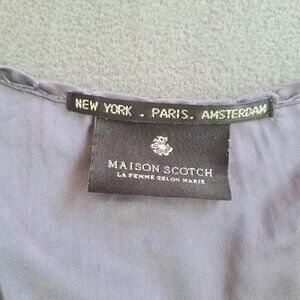 NEW YORK . PARIS . AMSTERDAM
MAISON SCOTCH
LA FEMME SELON MARIE